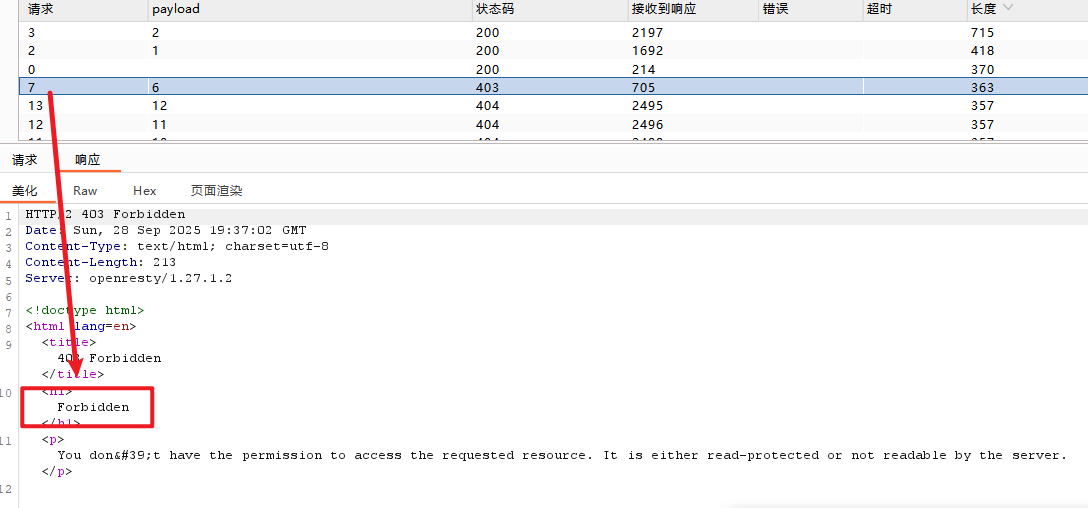 请求 payload 状态码 接收到响应 错误 超时 长度
3 2 200 2197 715
2 1 200 1692 418
0 200 214 370
7 6 403 705 363
13 12 404 2495 357
12 11 404 2496 357
请求 响应
美化 Raw Hex 页面渲染
1 HTTP/2 403 Forbidden
2 Date: Sun, 28 Sep 2025 19:37:02 GMT
3 Content-Type: text/html; charset=utf-8
4 Content-Length: 213
5 Server: openresty/1.27.1.2
6
7 <!doctype html>
8 <html lang=en>
9 <title>
403 Forbidden
</title>
10 <h1>
Forbidden
</h1>
11 <p>
You don&#39;t have the permission to access the requested resource. It is either read-protected or not readable by the server.
</p>
12